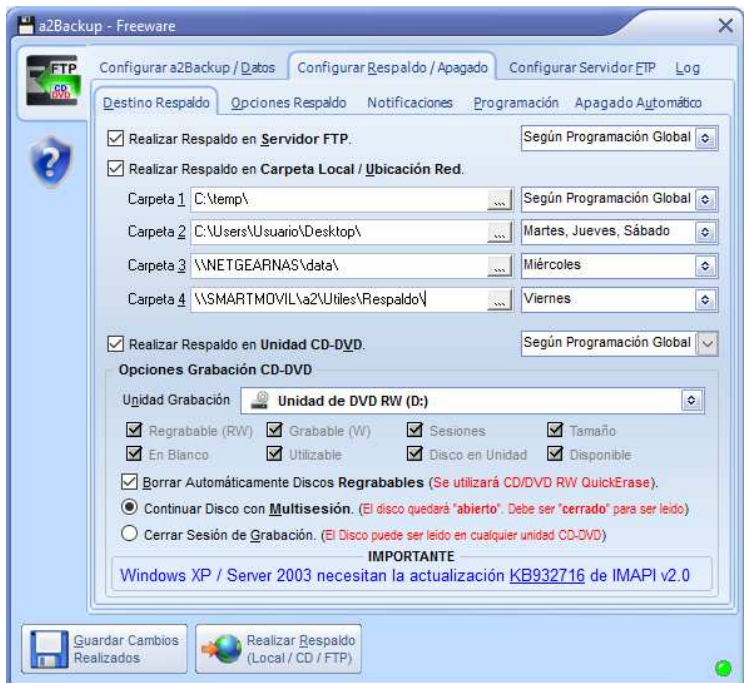 a2Backup - Freeware
FTP
CD
DVD
Configurar a2Backup / Datos Configurar Respaldo / Apagado Configurar Servidor FTP Log
Destino Respaldo Opciones Respaldo Notificaciones Programación Apagado Automático
Realizar Respaldo en Servidor FTP. Según Programación Global
Realizar Respaldo en Carpeta Local / Ubicación Red.
Carpeta 1 C:\temp\ ... Según Programación Global
Carpeta 2 C:\Users\Usuario\Desktop\ ... Martes, Jueves, Sábado
Carpeta 3 \\NETGEARNAS\data\ ... Miércoles
Carpeta 4 \\SMARTMOVIL\a2\Utiles\Respaldo\ ... Viernes
Realizar Respaldo en Unidad CD-DVD. Según Programación Global
Opciones Grabación CD-DVD
Unidad Grabación Unidad de DVD RW (D:)
Regrabable (RW) Grabable (W) Sesiones Tamaño
En Blanco Utilizable Disco en Unidad Disponible
Borrar Automáticamente Discos Regrabables (Se utilizará CD/DVD RW QuickErase).
Continuar Disco con Multisesión. (El disco quedará "abierto". Debe ser "cerrado" para ser leído)
Cerrar Sesión de Grabación. (El Disco puede ser leído en cualquier unidad CD-DVD)
IMPORTANTE
Windows XP / Server 2003 necesitan la actualización KB932716 de IMAPI v2.0
Guardar Cambios Realizados
Realizar Respaldo (Local / CD / FTP)